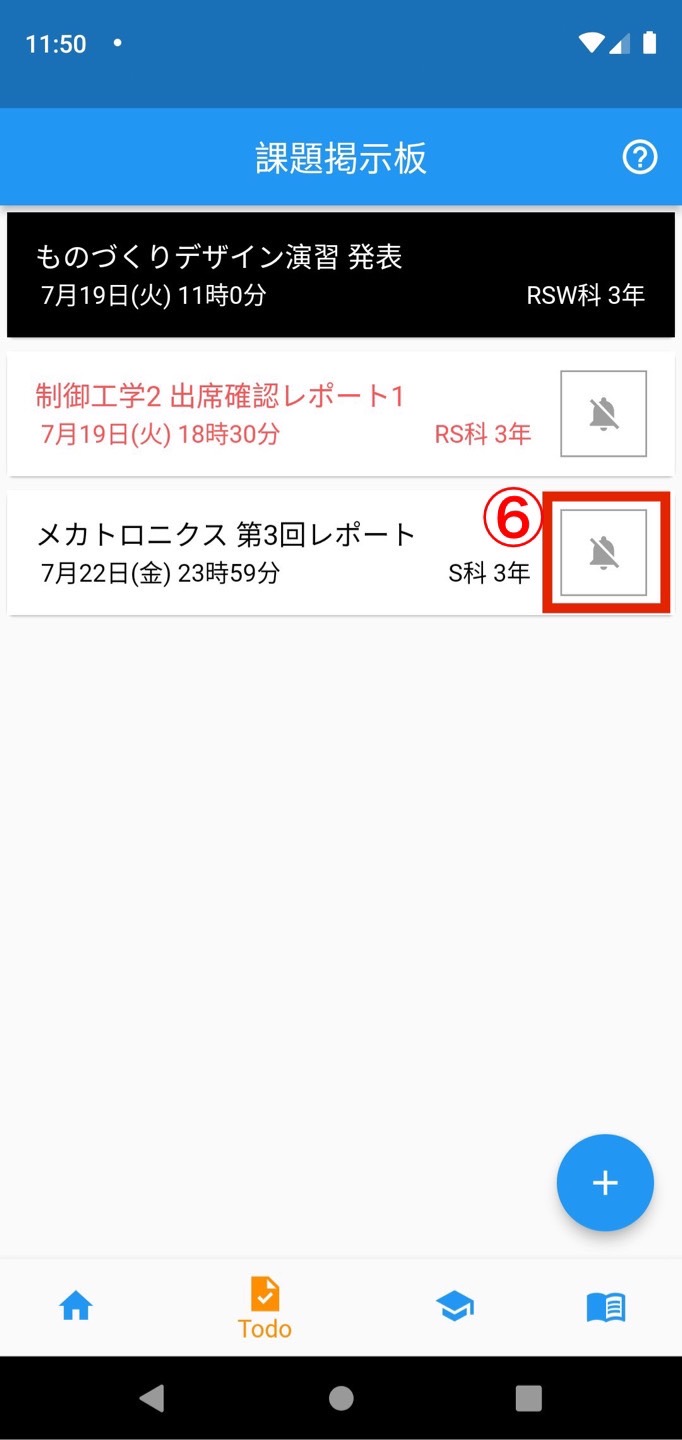 11:50
課題掲示板
ものづくりデザイン演習 発表
7月19日(火) 11時0分 RSW科 3年
制御工学2 出席確認レポート1
7月19日(火) 18時30分 RS科 3年
⑥
メカトロニクス 第3回レポート
7月22日(金) 23時59分 S科 3年
Todo